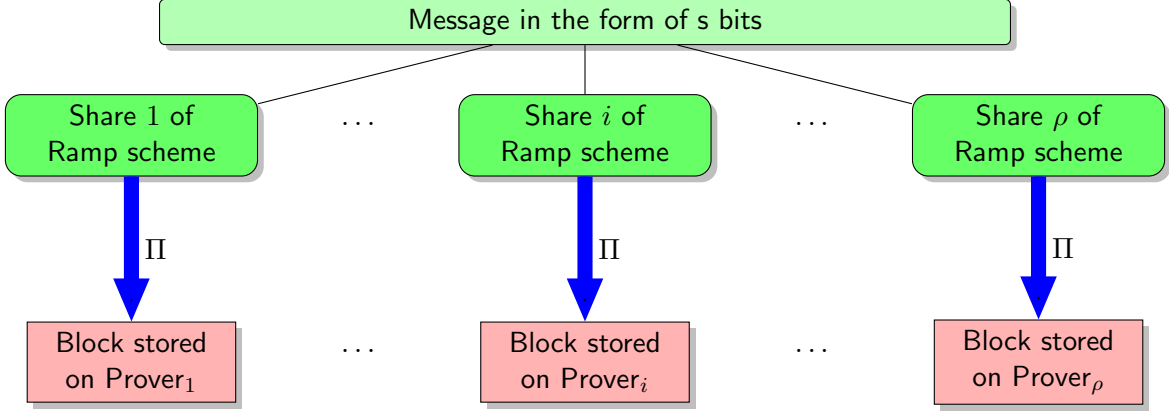 Message in the form of s bits
Share 1 of
Ramp scheme
...
Share i of
Ramp scheme
...
Share ρ of
Ramp scheme
Π
Π
Π
Block stored
on Prover₁
...
Block stored
on Proverᵢ
...
Block stored
on Proverᵨ